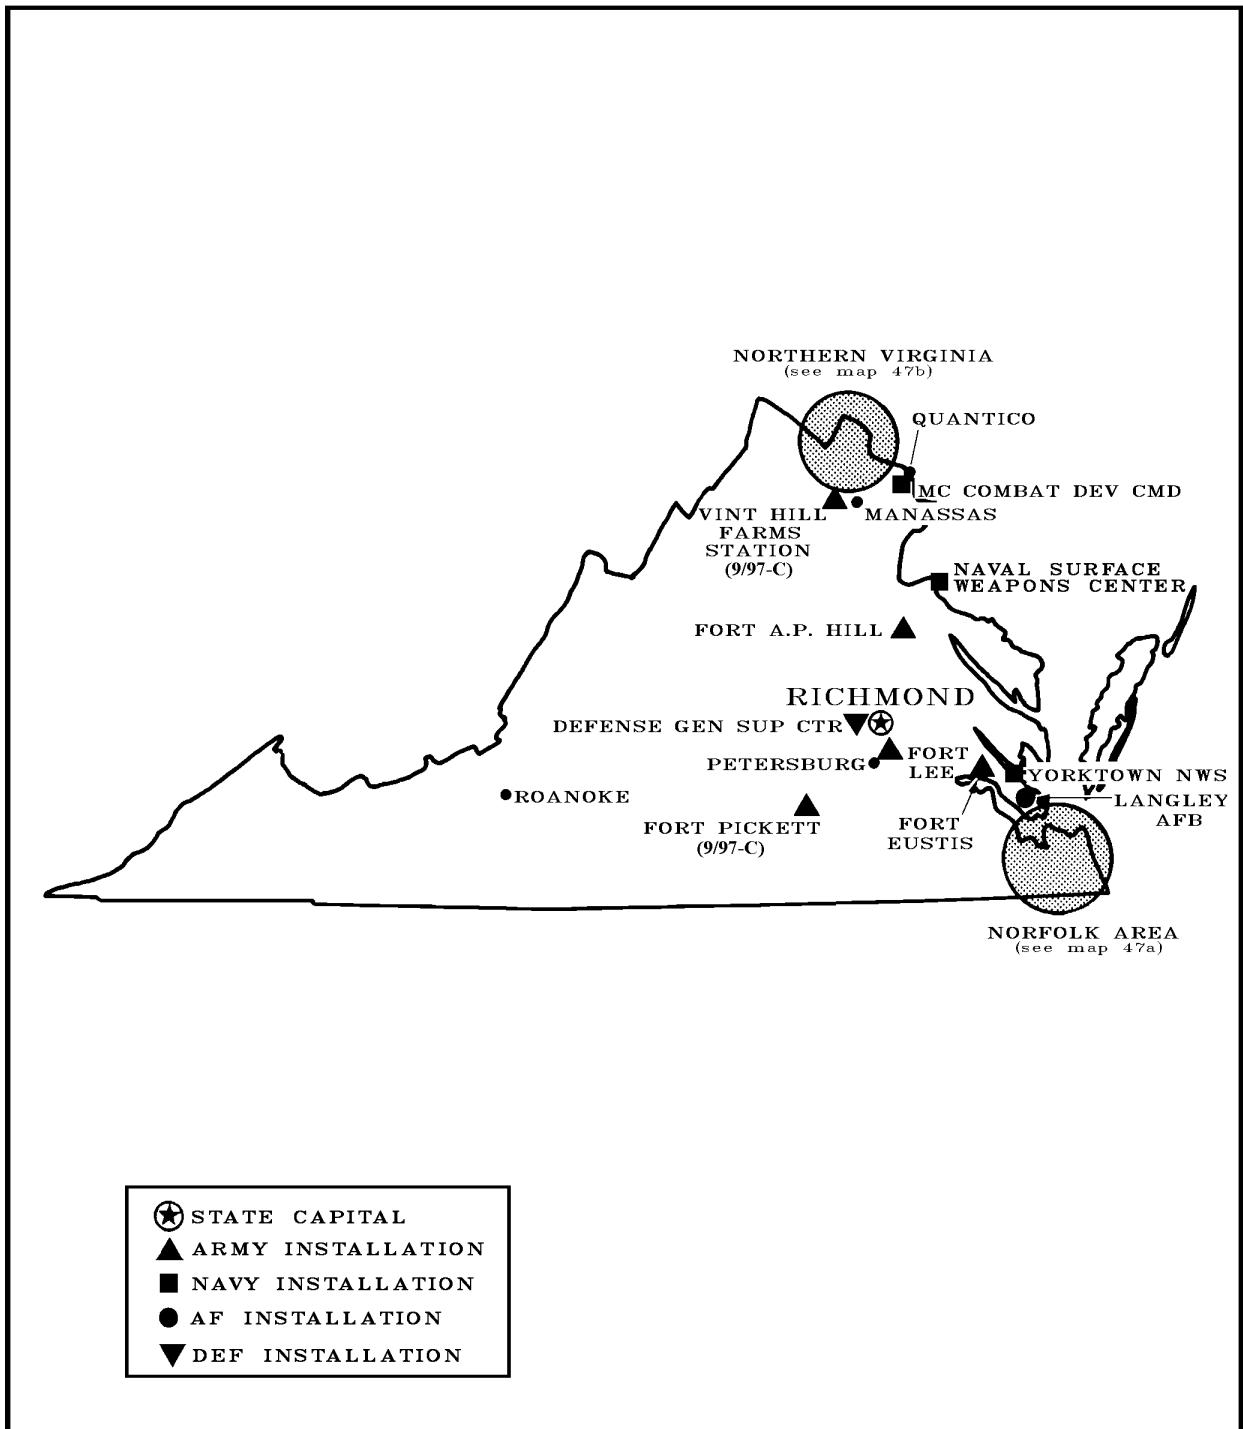 NORTHERN VIRGINIA
(see map 47b)
QUANTICO
MC COMBAT DEV CMD
VINT HILL
FARMS
STATION
(9/97-C)
MANASSAS
NAVAL SURFACE
WEAPONS CENTER
FORT A.P. HILL
RICHMOND
DEFENSE GEN SUP CTR
PETERSBURG
FORT
LEE
YORKTOWN NWS
ROANOKE
LANGLEY
AFB
FORT PICKETT
(9/97-C)
FORT
EUSTIS
NORFOLK AREA
(see map 47a)
STATE CAPITAL
ARMY INSTALLATION
NAVY INSTALLATION
AF INSTALLATION
DEF INSTALLATION